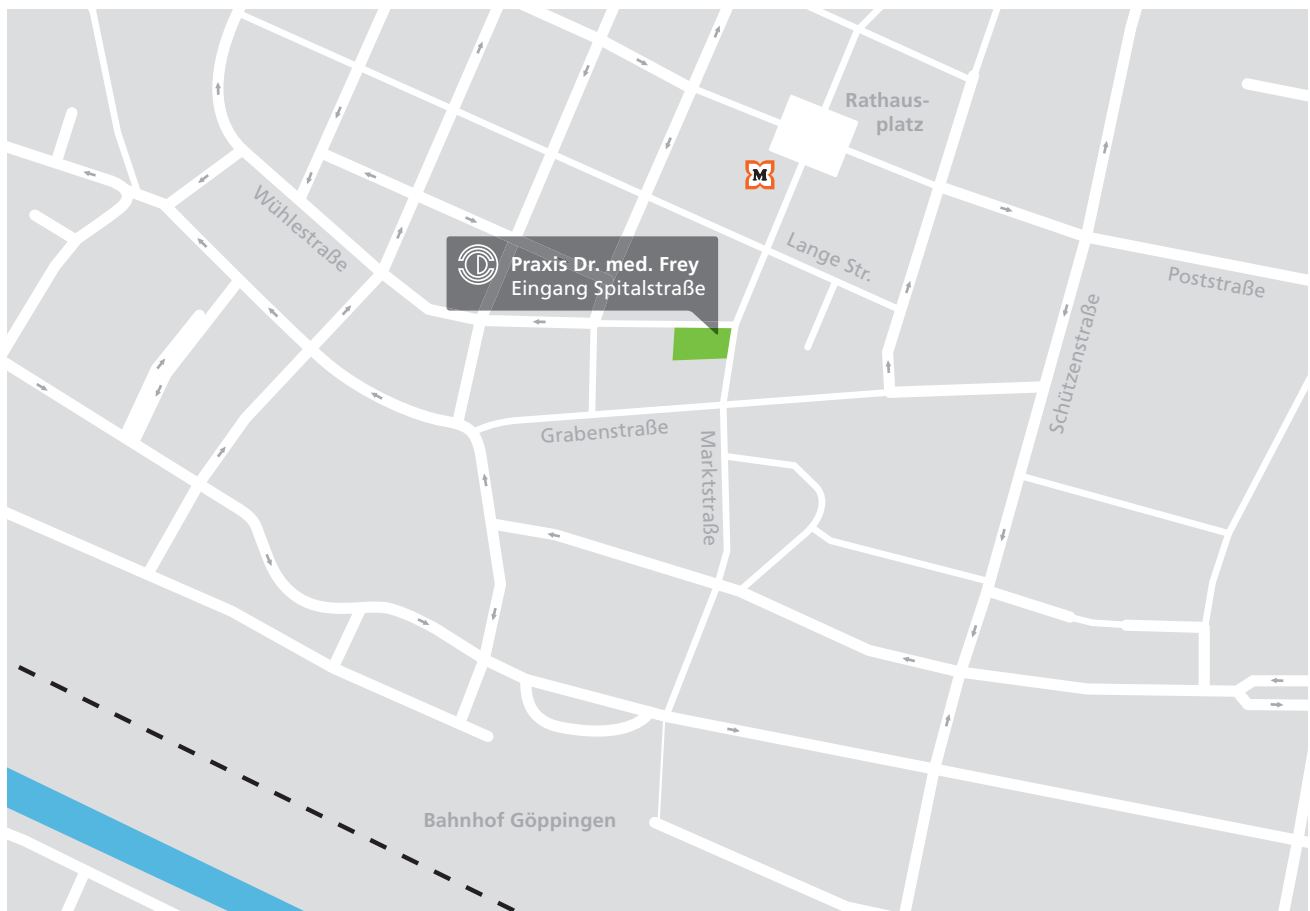 Rathaus-
platz
M
Wühlestraße
Lange Str.
Praxis Dr. med. Frey
Eingang Spitalstraße
Poststraße
Schützenstraße
Grabenstraße
Marktstraße
Bahnhof Göppingen